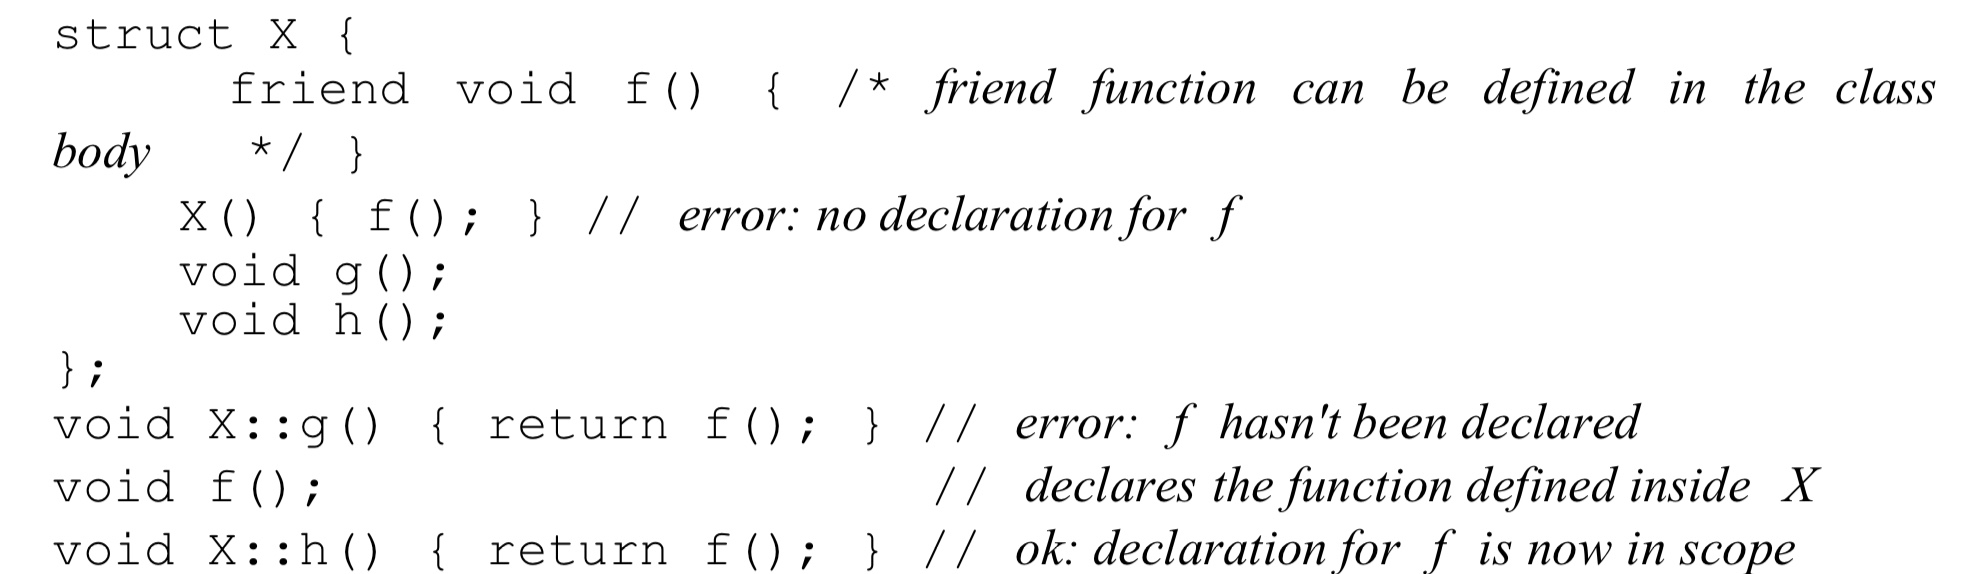 struct X {
friend void f() { /* friend function can be defined in the class
body */ }
X() { f(); } // error: no declaration for f
void g();
void h();
};
void X::g() { return f(); } // error: f hasn't been declared
void f(); // declares the function defined inside X
void X::h() { return f(); } // ok: declaration for f is now in scope